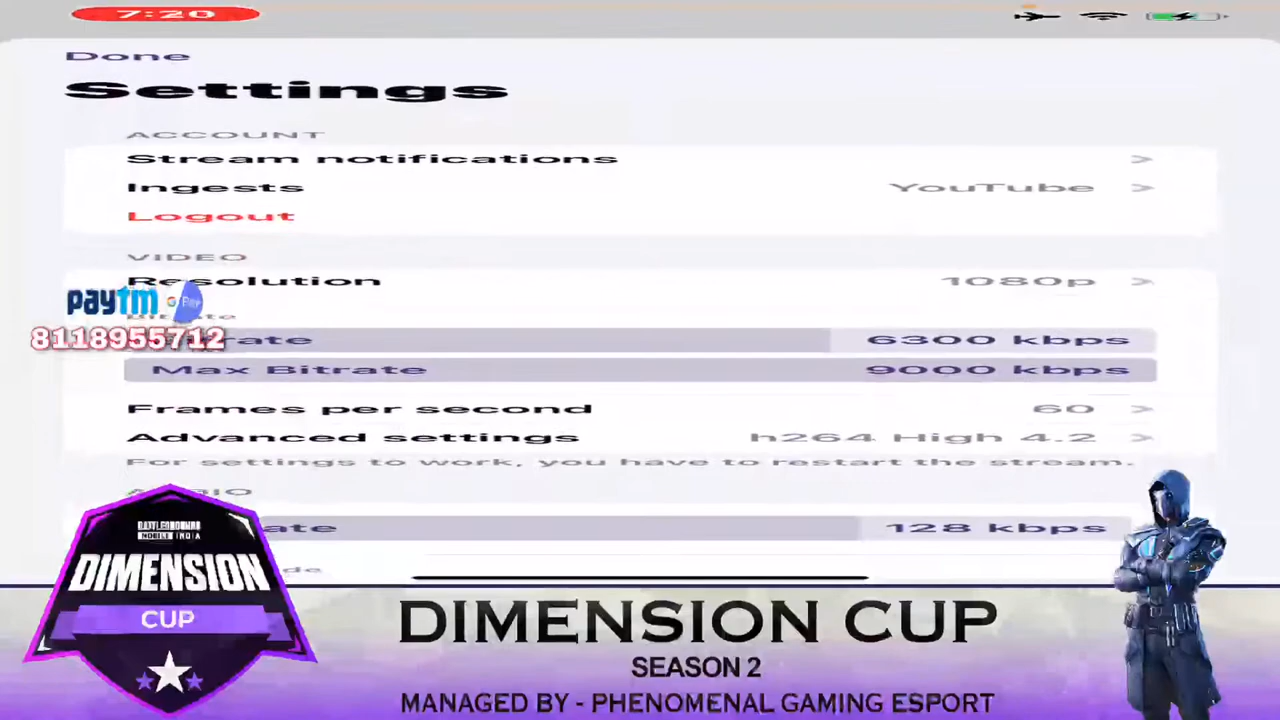 7:20
Done
Settings
ACCOUNT
Stream notifications
Ingests YouTube
Logout
VIDEO
Resolution 1080p
paytm G Pay
8118955712
6300 kbps
Max Bitrate 9000 kbps
Frames per second 60
Advanced settings h264 High 4.2
For settings to work, you have to restart the stream.
128 kbps
BATTLEGROUNDS
MOBILE INDIA
DIMENSION
CUP
DIMENSION CUP
SEASON 2
MANAGED BY - PHENOMENAL GAMING ESPORT